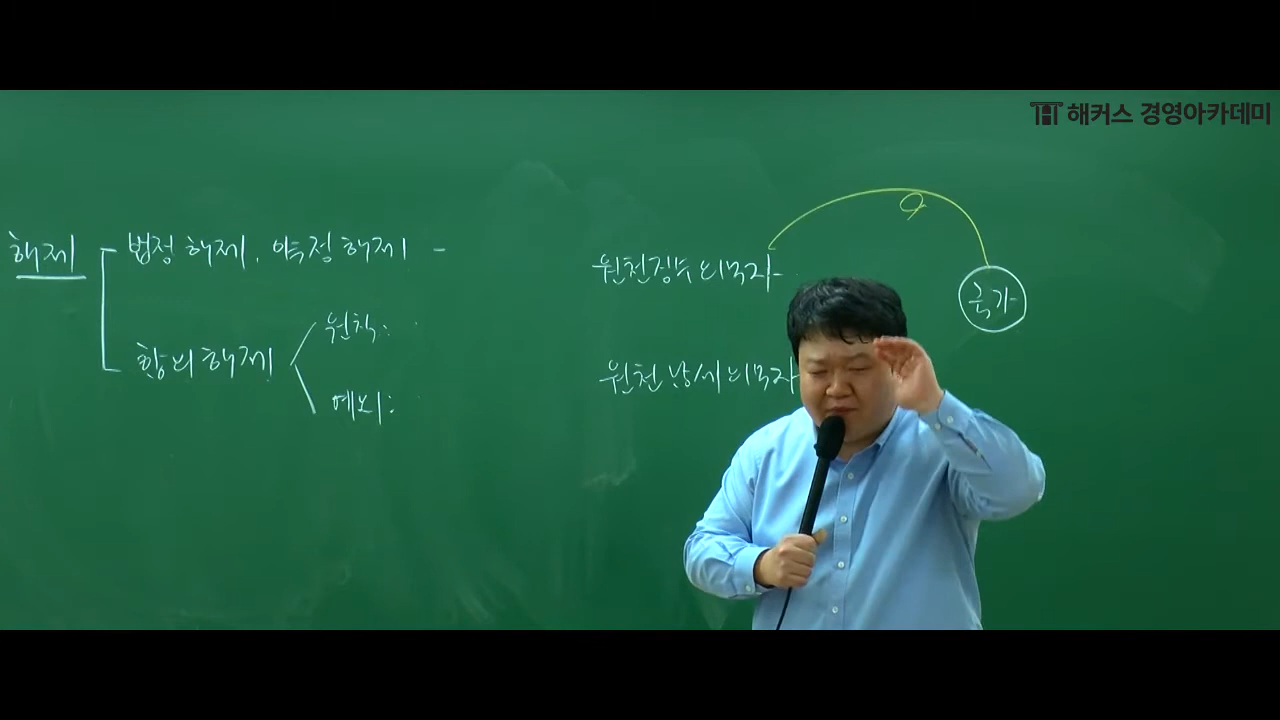 해커스 경영아카데미
해제
법정해제, 약정해제 -
합의해제
원칙:
예외:
원천징수의무자
국가
원천납세의무자